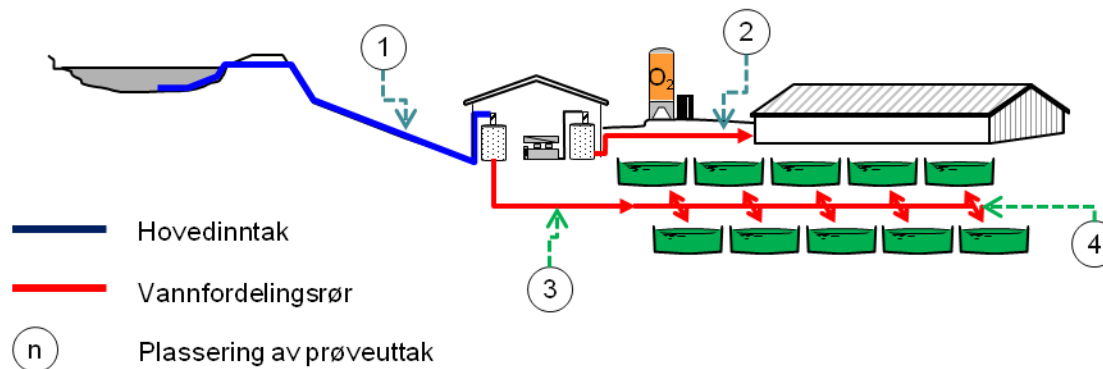 1
2
O₂
3
4
Hovedinntak
Vannfordelingsrør
n
Plassering av prøveuttak